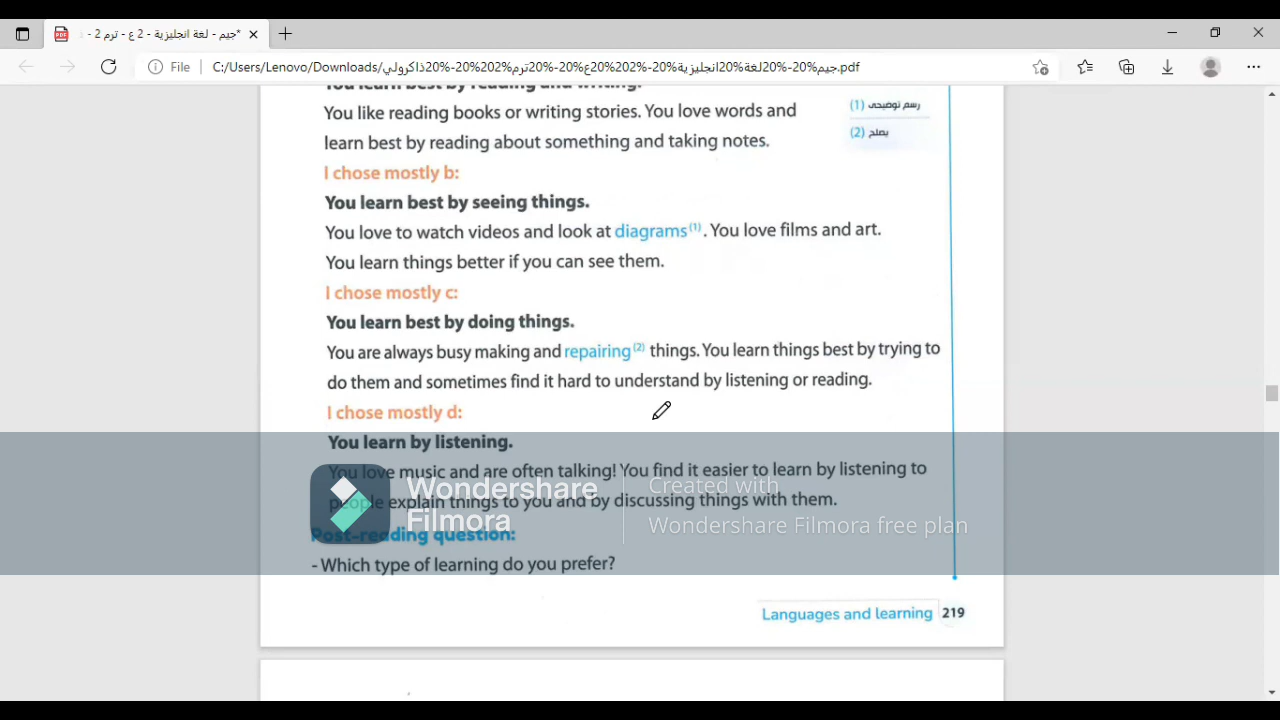 *جيم - لغة انجليزية - 2 ع - ترم 2 - ذ
File
C:/Users/Lenovo/Downloads/جيم%20-%20لغة%20انجليزية%20-%202%20ع%20-%20ترم%202%20-%20ذاكرولي.pdf
You learn best by reading and writing.
You like reading books or writing stories. You love words and
learn best by reading about something and taking notes.
(1) رسم توضيحى
(2) يصلح
I chose mostly b:
You learn best by seeing things.
You love to watch videos and look at diagrams(1). You love films and art.
You learn things better if you can see them.
I chose mostly c:
You learn best by doing things.
You are always busy making and repairing(2) things. You learn things best by trying to
do them and sometimes find it hard to understand by listening or reading.
I chose mostly d:
You learn by listening.
You love music and are often talking! You find it easier to learn by listening to
people explain things to you and by discussing things with them.
Wondershare
Filmora
Created with
Wondershare Filmora free plan
Post-reading question:
- Which type of learning do you prefer?
Languages and learning 219